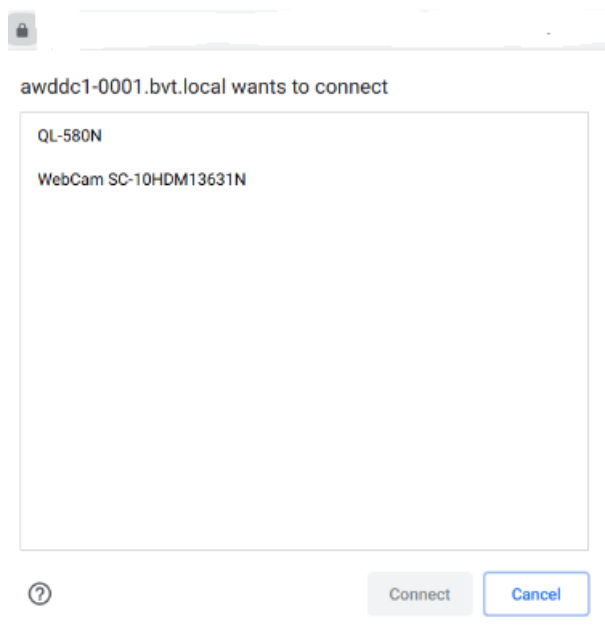 awddc1-0001.bvt.local wants to connect
QL-580N
WebCam SC-10HDM13631N
?
Connect Cancel